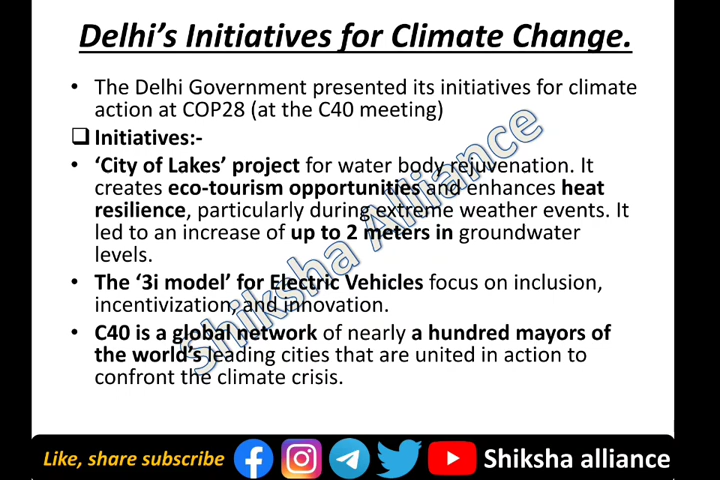 Delhi's Initiatives for Climate Change.
• The Delhi Government presented its initiatives for climate
action at COP28 (at the C40 meeting)
❑ Initiatives:-
• 'City of Lakes' project for water body rejuvenation. It
creates eco-tourism opportunities and enhances heat
resilience, particularly during extreme weather events. It
led to an increase of up to 2 meters in groundwater
levels.
• The '3i model' for Electric Vehicles focus on inclusion,
incentivization, and innovation.
• C40 is a global network of nearly a hundred mayors of
the world's leading cities that are united in action to
confront the climate crisis.
Shiksha Alliance
Like, share subscribe Shiksha alliance